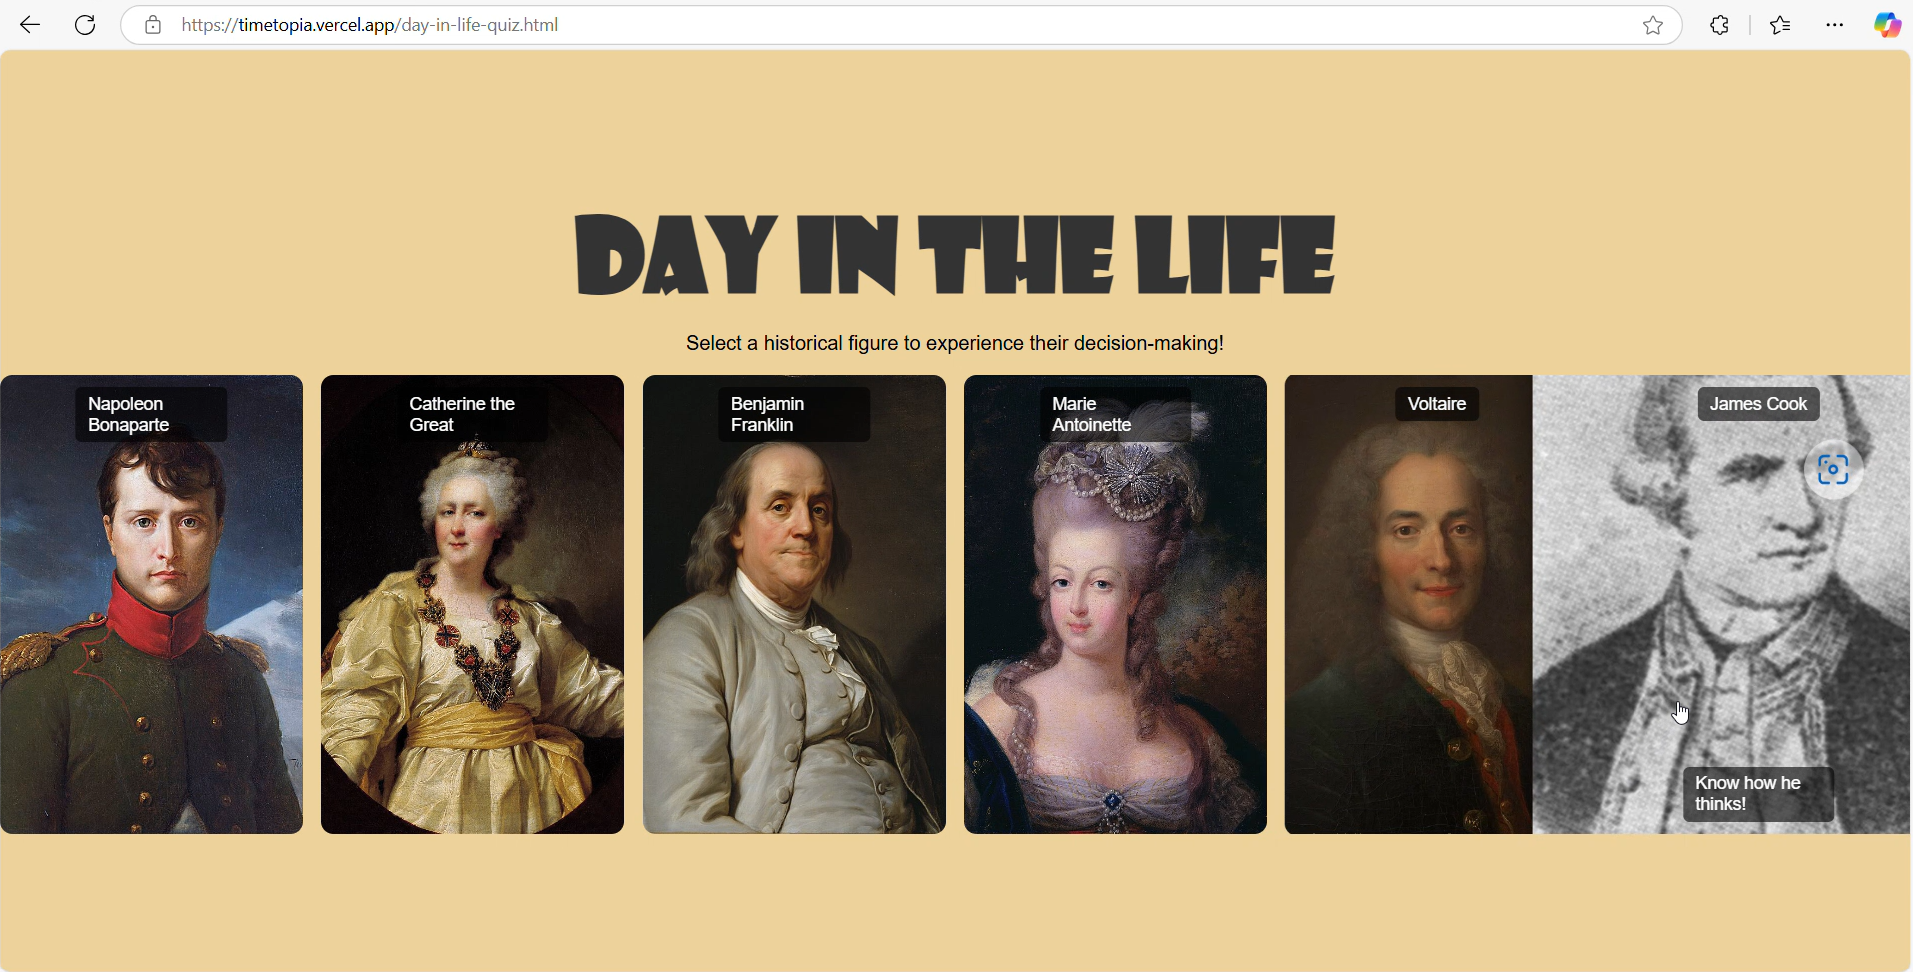 https://timetopia.vercel.app/day-in-life-quiz.html
DAY IN THE LIFE
Select a historical figure to experience their decision-making!
Napoleon
Bonaparte
Catherine the
Great
Benjamin
Franklin
Marie
Antoinette
Voltaire
James Cook
Know how he
thinks!